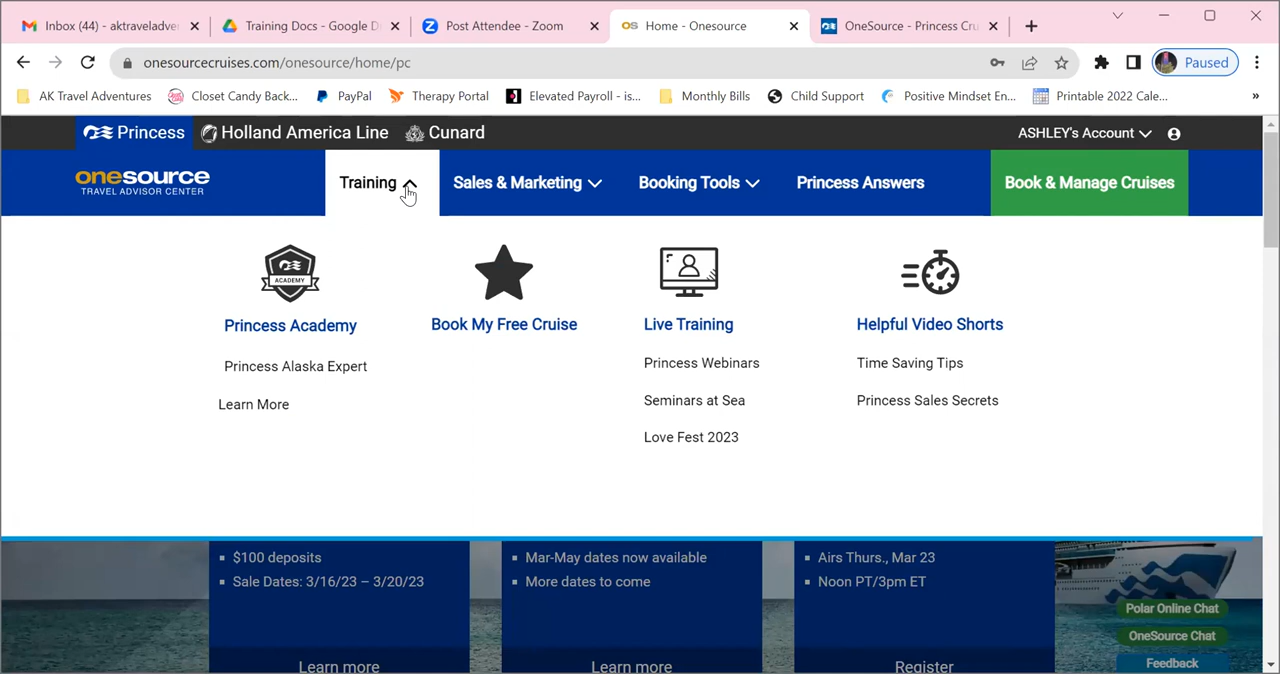 Inbox (44) - aktraveladve
Training Docs - Google D
Post Attendee - Zoom
OS Home - Onesource
OneSource - Princess Cru
onesourcecruises.com/onesource/home/pc
Paused
AK Travel Adventures
Closet Candy Back...
PayPal
Therapy Portal
Elevated Payroll - is...
Monthly Bills
Child Support
Positive Mindset En...
Printable 2022 Cale...
»
Princess
Holland America Line
Cunard
ASHLEY's Account
onesource
TRAVEL ADVISOR CENTER
Training
Sales & Marketing
Booking Tools
Princess Answers
Book & Manage Cruises
ACADEMY
Princess Academy
Princess Alaska Expert
Learn More
Book My Free Cruise
Live Training
Princess Webinars
Seminars at Sea
Love Fest 2023
Helpful Video Shorts
Time Saving Tips
Princess Sales Secrets
$100 deposits
Sale Dates: 3/16/23 – 3/20/23
Learn more
Mar-May dates now available
More dates to come
Learn more
Airs Thurs., Mar 23
Noon PT/3pm ET
Register
Polar Online Chat
OneSource Chat
Feedback